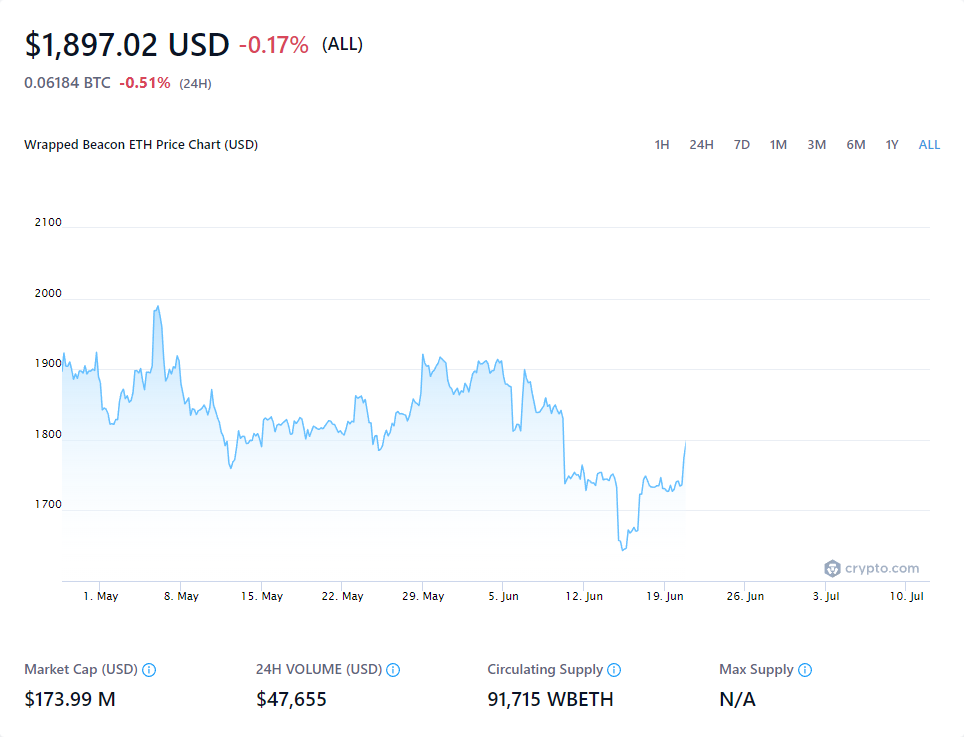 $1,897.02 USD -0.17% (ALL)
0.06184 BTC -0.51% (24H)
Wrapped Beacon ETH Price Chart (USD) 1H 24H 7D 1M 3M 6M 1Y ALL
2100
2000
1900
1800
1700
crypto.com
1. May 8. May 15. May 22. May 29. May 5. Jun 12. Jun 19. Jun 26. Jun 3. Jul 10. Jul
Market Cap (USD) 24H VOLUME (USD) Circulating Supply Max Supply
$173.99 M $47,655 91,715 WBETH N/A